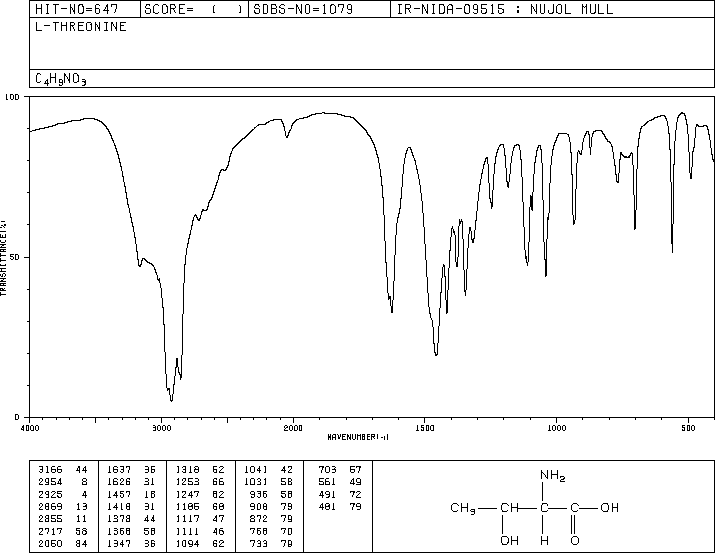 HIT-NO=647 SCORE= ( ) SDBS-NO=1079 IR-NIDA-09515 : NUJOL MULL
L-THREONINE
C4H9NO3
100
50
0
TRANSMITTANCE(%)
4000 3000 2000 1500 1000 500
WAVENUMBER(-1)
3166 44 1637 36 1318 52 1041 42 703 57
2954 8 1626 31 1253 66 1031 58 561 49
2925 4 1457 18 1247 62 936 58 491 72
2869 13 1418 31 1185 68 908 79 401 79
2855 11 1378 44 1117 47 872 79
2717 58 1368 58 1111 46 768 70
2050 84 1347 36 1094 62 733 79
NH2
CH3 CH C C OH
OH H O